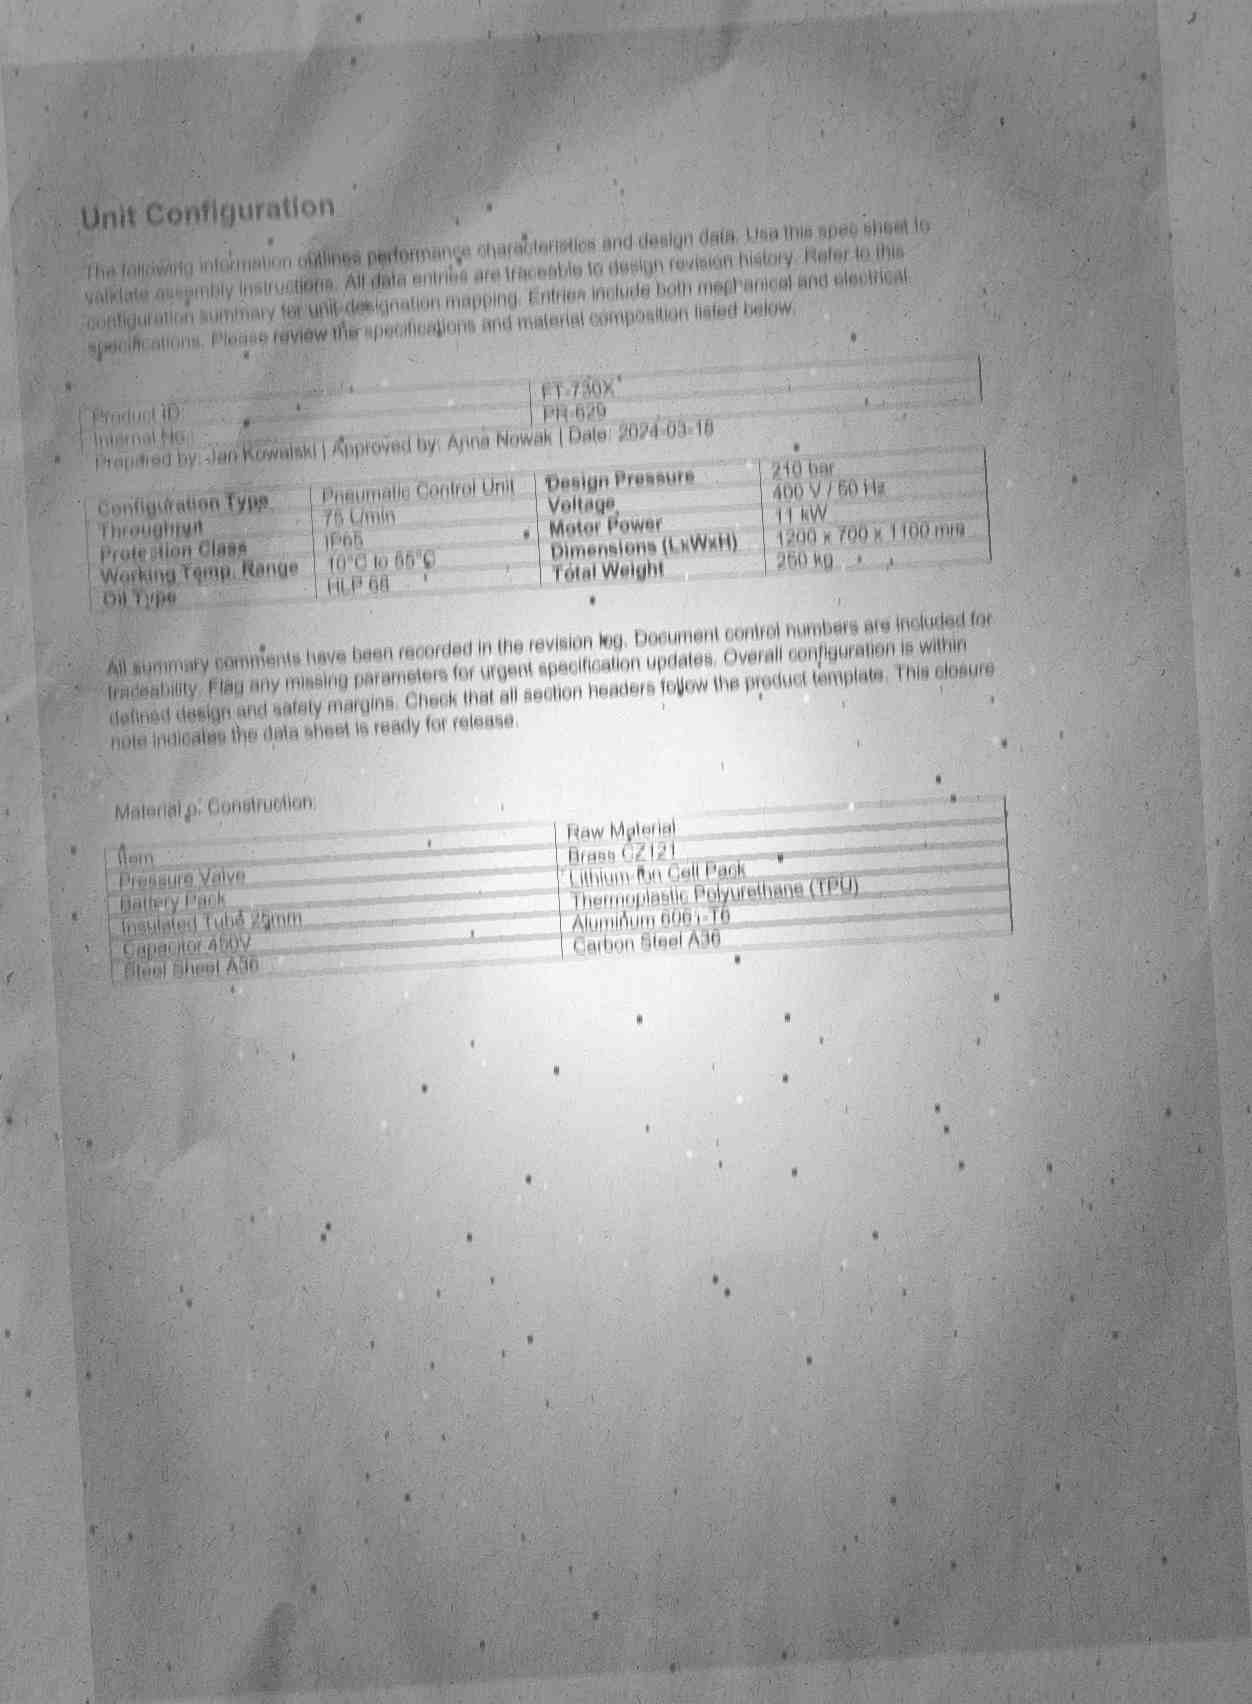 Unit Configuration
The following information outlines performance characteristics and design data. Use this spec sheet to
validate assembly instructions. All data entries are traceable to design revision history. Refer to this
configuration summary for unit designation mapping. Entries include both mechanical and electrical
specifications. Please review the specifications and material composition listed below.
Product ID: FT-730X
Internal No.: PR-629
Prepared by: Jan Kowalski | Approved by: Anna Nowak | Date: 2024-03-18
Configuration Type Pneumatic Control Unit Design Pressure 210 bar
Throughput 75 L/min Voltage 400 V / 50 Hz
Protection Class IP65 Motor Power 11 kW
Working Temp. Range 10°C to 55°C Dimensions (LxWxH) 1200 x 700 x 1100 mm
Oil Type HLP 68 Total Weight 250 kg
All summary comments have been recorded in the revision log. Document control numbers are included for
traceability. Flag any missing parameters for urgent specification updates. Overall configuration is within
defined design and safety margins. Check that all section headers follow the product template. This closure
note indicates the data sheet is ready for release.
Material of Construction:
Item Raw Material
Pressure Valve Brass CZ121
Battery Pack Lithium-Ion Cell Pack
Insulated Tube 25mm Thermoplastic Polyurethane (TPU)
Capacitor 450V Aluminum 6061-T6
Steel Sheet A36 Carbon Steel A36